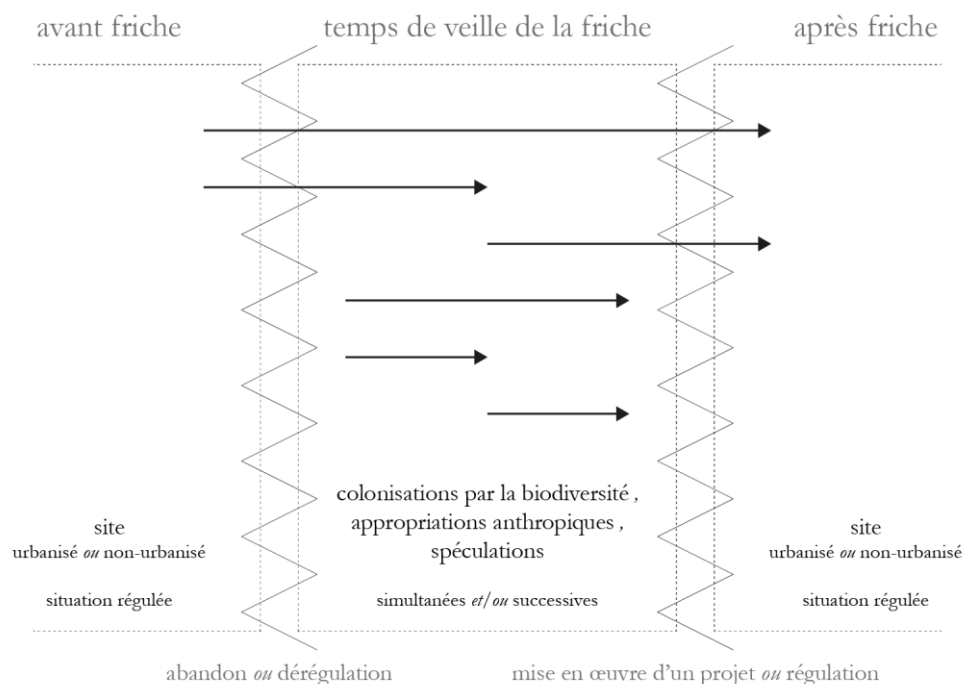 avant friche
temps de veille de la friche
après friche
colonisations par la biodiversité ,
appropriations anthropiques ,
spéculations
simultanées et/ou successives
site
urbanisé ou non-urbanisé
situation régulée
site
urbanisé ou non-urbanisé
situation régulée
abandon ou dérégulation
mise en œuvre d'un projet ou régulation